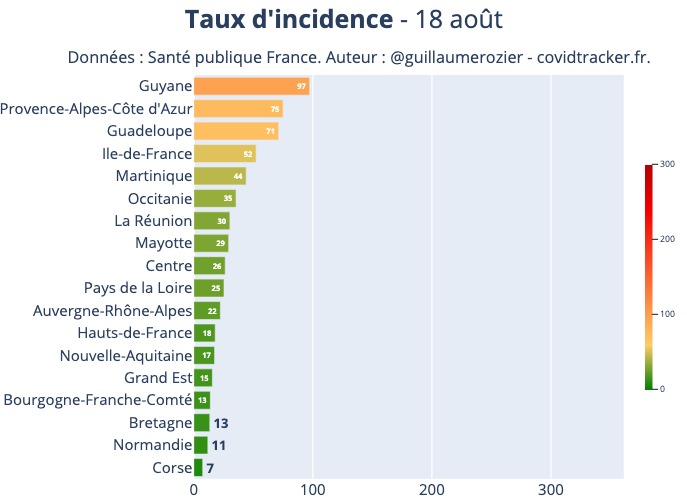 Taux d'incidence - 18 août
Données : Santé publique France. Auteur : @guillaumerozier - covidtracker.fr.
Guyane 97
Provence-Alpes-Côte d'Azur 75
Guadeloupe 71
Ile-de-France 52
Martinique 44
Occitanie 35
La Réunion 30
Mayotte 29
Centre 26
Pays de la Loire 25
Auvergne-Rhône-Alpes 22
Hauts-de-France 18
Nouvelle-Aquitaine 17
Grand Est 15
Bourgogne-Franche-Comté 13
Bretagne 13
Normandie 11
Corse 7
0 100 200 300
300
200
100
0